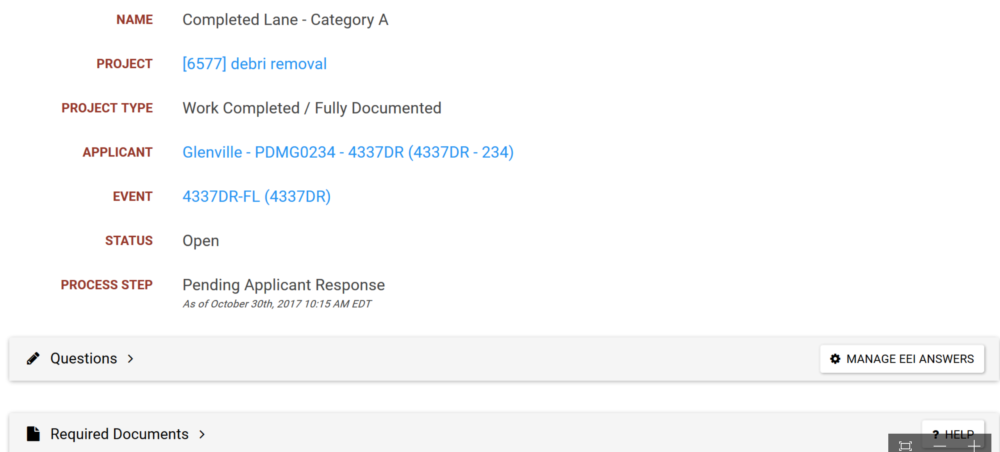 NAME Completed Lane - Category A
PROJECT [6577] debri removal
PROJECT TYPE Work Completed / Fully Documented
APPLICANT Glenville - PDMG0234 - 4337DR (4337DR - 234)
EVENT 4337DR-FL (4337DR)
STATUS Open
PROCESS STEP Pending Applicant Response
As of October 30th, 2017 10:15 AM EDT
Questions > MANAGE EEI ANSWERS
Required Documents > ? HELP